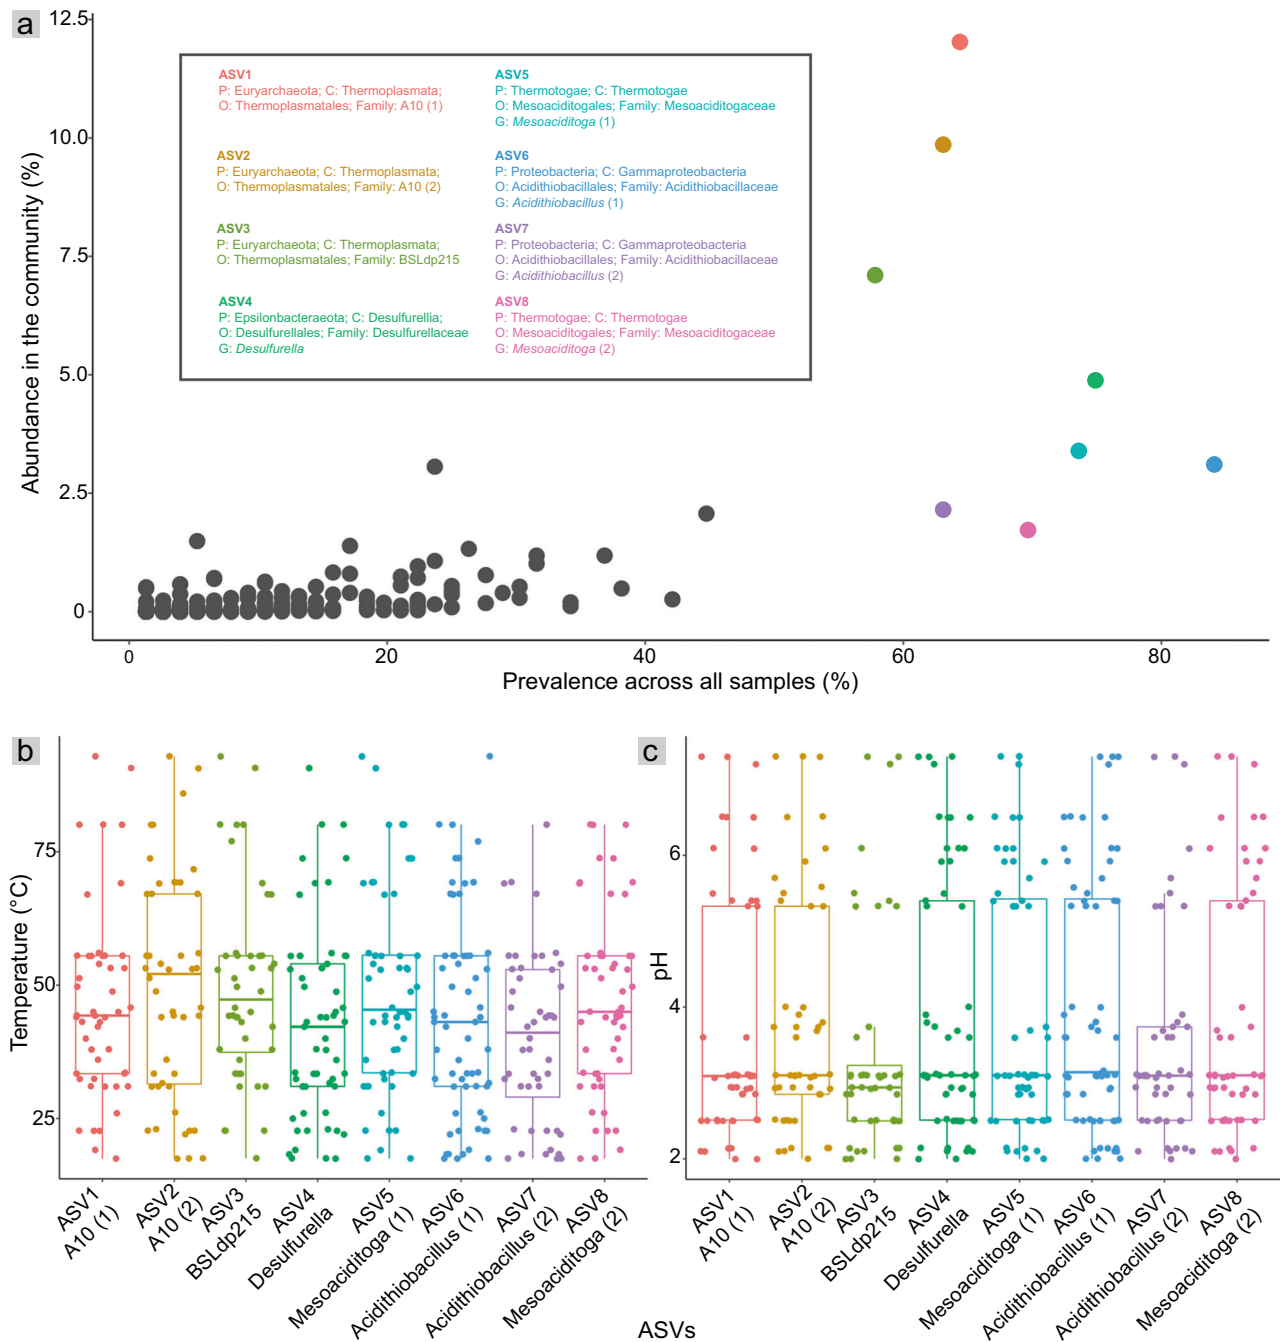 a
12.5
10.0
7.5
5.0
2.5
0
Abundance in the community (%)
ASV1
P: Euryarchaeota; C: Thermoplasmata;
O: Thermoplasmatales; Family: A10 (1)
ASV2
P: Euryarchaeota; C: Thermoplasmata;
O: Thermoplasmatales; Family: A10 (2)
ASV3
P: Euryarchaeota; C: Thermoplasmata;
O: Thermoplasmatales; Family: BSLdp215
ASV4
P: Epsilonbacteraeota; C: Desulfurellia;
O: Desulfurellales; Family: Desulfurellaceae
G: Desulfurella
ASV5
P: Thermotogae; C: Thermotogae
O: Mesoaciditogales; Family: Mesoaciditogaceae
G: Mesoaciditoga (1)
ASV6
P: Proteobacteria; C: Gammaproteobacteria
O: Acidithiobacillales; Family: Acidithiobacillaceae
G: Acidithiobacillus (1)
ASV7
P: Proteobacteria; C: Gammaproteobacteria
O: Acidithiobacillales; Family: Acidithiobacillaceae
G: Acidithiobacillus (2)
ASV8
P: Thermotogae; C: Thermotogae
O: Mesoaciditogales; Family: Mesoaciditogaceae
G: Mesoaciditoga (2)
0
20
40
60
80
Prevalence across all samples (%)
b
75
50
25
Temperature (°C)
ASV1
A10 (1)
ASV2
A10 (2)
ASV3
BSLdp215
ASV4
Desulfurella
ASV5
Mesoaciditoga (1)
ASV6
Acidithiobacillus (1)
ASV7
Acidithiobacillus (2)
ASV8
Mesoaciditoga (2)
c
6
4
2
pH
ASV1
A10 (1)
ASV2
A10 (2)
ASV3
BSLdp215
ASV4
Desulfurella
ASV5
Mesoaciditoga (1)
ASV6
Acidithiobacillus (1)
ASV7
Acidithiobacillus (2)
ASV8
Mesoaciditoga (2)
ASVs